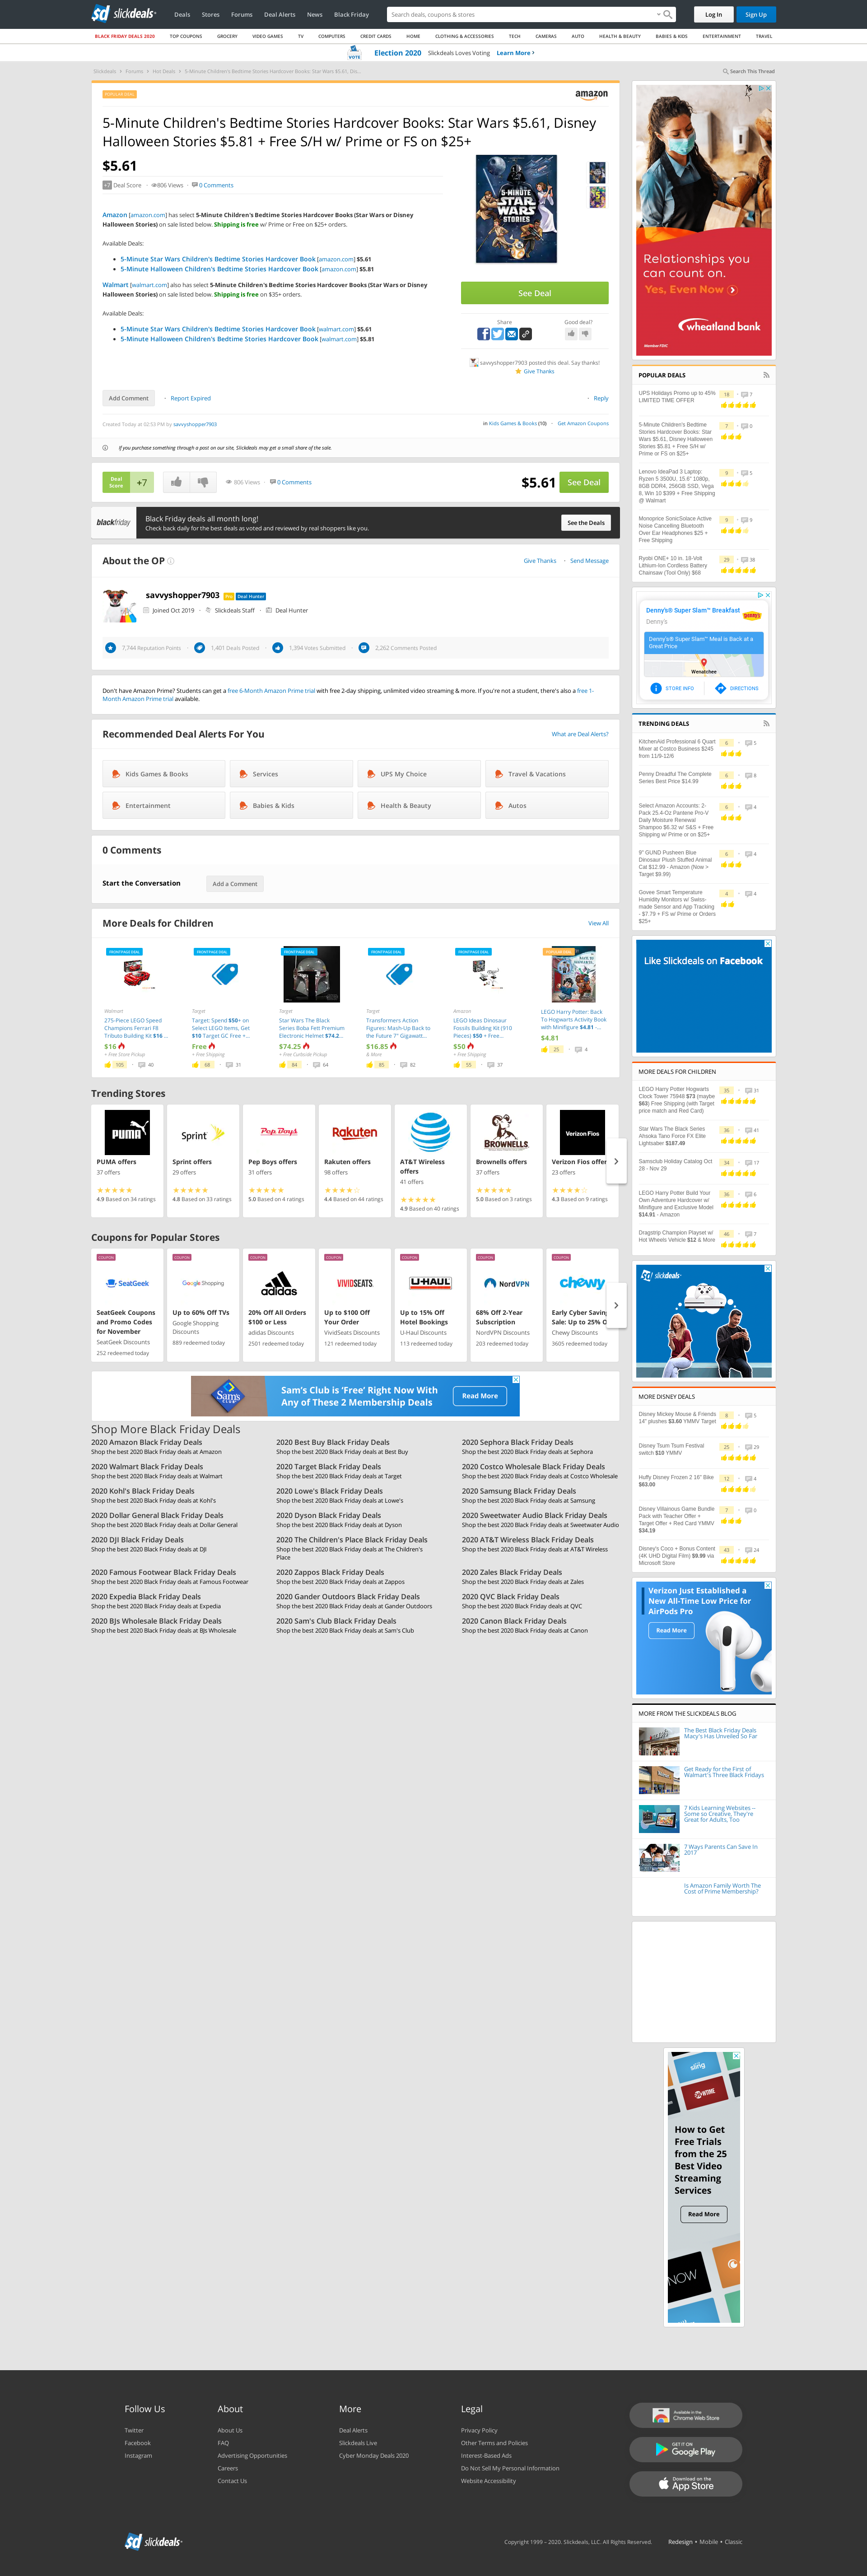 slickdeals
Deals
Stores
Forums
Deal Alerts
News
Black Friday
Search deals, coupons & stores
Log In
Sign Up
BLACK FRIDAY DEALS 2020
TOP COUPONS
GROCERY
VIDEO GAMES
TV
COMPUTERS
CREDIT CARDS
HOME
CLOTHING & ACCESSORIES
TECH
CAMERAS
AUTO
HEALTH & BEAUTY
BABIES & KIDS
ENTERTAINMENT
TRAVEL
VOTE
Election 2020 Slickdeals Loves Voting Learn More
Slickdeals > Forums > Hot Deals > 5-Minute Children's Bedtime Stories Hardcover Books: Star Wars $5.61, Dis...
Search This Thread
POPULAR DEAL
amazon
5-Minute Children's Bedtime Stories Hardcover Books: Star Wars $5.61, Disney
Halloween Stories $5.81 + Free S/H w/ Prime or FS on $25+
$5.61
+7 Deal Score · 806 Views · 0 Comments
Amazon [amazon.com] has select 5-Minute Children's Bedtime Stories Hardcover Books (Star Wars or Disney
Halloween Stories) on sale listed below. Shipping is free w/ Prime or Free on $25+ orders.
Available Deals:
5-Minute Star Wars Children's Bedtime Stories Hardcover Book [amazon.com] $5.61
5-Minute Halloween Children's Bedtime Stories Hardcover Book [amazon.com] $5.81
Walmart [walmart.com] also has select 5-Minute Children's Bedtime Stories Hardcover Books (Star Wars or Disney
Halloween Stories) on sale listed below. Shipping is free on $35+ orders.
Available Deals:
5-Minute Star Wars Children's Bedtime Stories Hardcover Book [walmart.com] $5.61
5-Minute Halloween Children's Bedtime Stories Hardcover Book [walmart.com] $5.81
5-MINUTE
STAR WARS
STORIES
See Deal
Share
Good deal?
savvyshopper7903 posted this deal. Say thanks!
Give Thanks
Add Comment · Report Expired
Reply
Created Today at 02:53 PM by savvyshopper7903
in Kids Games & Books (10) · Get Amazon Coupons
If you purchase something through a post on our site, Slickdeals may get a small share of the sale.
Deal
Score
+7
806 Views · 0 Comments
$5.61
See Deal
blackfriday
Black Friday deals all month long!
Check back daily for the best deals as voted and reviewed by real shoppers like you.
See the Deals
About the OP
Give Thanks · Send Message
savvyshopper7903 Pro Deal Hunter
Joined Oct 2019 · Slickdeals Staff · Deal Hunter
7,744 Reputation Points
1,401 Deals Posted
1,394 Votes Submitted
2,262 Comments Posted
Don't have Amazon Prime? Students can get a free 6-Month Amazon Prime trial with free 2-day shipping, unlimited video streaming & more. If you're not a student, there's also a free 1-
Month Amazon Prime trial available.
Recommended Deal Alerts For You
What are Deal Alerts?
Kids Games & Books
Services
UPS My Choice
Travel & Vacations
Entertainment
Babies & Kids
Health & Beauty
Autos
0 Comments
Start the Conversation
Add a Comment
More Deals for Children
View All
FRONTPAGE DEAL
Walmart
275-Piece LEGO Speed
Champions Ferrari F8
Tributo Building Kit $16 ...
$16
+ Free Store Pickup
105 · 40
FRONTPAGE DEAL
Target
Target: Spend $50+ on
Select LEGO Items, Get
$10 Target GC Free +...
Free
+ Free Shipping
68 · 31
FRONTPAGE DEAL
Target
Star Wars The Black
Series Boba Fett Premium
Electronic Helmet $74.2...
$74.25
+ Free Curbside Pickup
84 · 64
FRONTPAGE DEAL
Target
Transformers Action
Figures: Mash-Up Back to
the Future 7" Gigawatt...
$16.85
& More
85 · 82
FRONTPAGE DEAL
Amazon
LEGO Ideas Dinosaur
Fossils Building Kit (910
Pieces) $50 + Free...
$50
+ Free Shipping
55 · 37
LEGO Harry Potter: Back
To Hogwarts Activity Book
with Minifigure $4.81 -...
$4.81
25 · 4
Trending Stores
PUMA
PUMA offers
37 offers
4.9 Based on 34 ratings
Sprint
Sprint offers
29 offers
4.8 Based on 33 ratings
Pep Boys
Pep Boys offers
31 offers
5.0 Based on 4 ratings
Rakuten
Rakuten offers
98 offers
4.4 Based on 44 ratings
AT&T Wireless
offers
41 offers
4.9 Based on 40 ratings
BROWNELLS
Brownells offers
37 offers
5.0 Based on 3 ratings
Verizon Fios
Verizon Fios offer
23 offers
4.3 Based on 9 ratings
Coupons for Popular Stores
COUPON
SeatGeek
SeatGeek Coupons
and Promo Codes
for November
SeatGeek Discounts
252 redeemed today
COUPON
Google Shopping
Up to 60% Off TVs
Google Shopping
Discounts
889 redeemed today
COUPON
adidas
20% Off All Orders
$100 or Less
adidas Discounts
2501 redeemed today
COUPON
VIVIDSEATS
Up to $100 Off
Your Order
VividSeats Discounts
121 redeemed today
COUPON
U-HAUL
Up to 15% Off
Hotel Bookings
U-Haul Discounts
113 redeemed today
COUPON
NordVPN
68% Off 2-Year
Subscription
NordVPN Discounts
203 redeemed today
COUPON
chewy
Early Cyber Saving
Sale: Up to 25% O
Chewy Discounts
3605 redeemed today
Sam's
CLUB
Sam's Club is 'Free' Right Now With
Any of These 2 Membership Deals
Read More
Shop More Black Friday Deals
2020 Amazon Black Friday Deals
Shop the best 2020 Black Friday deals at Amazon
2020 Best Buy Black Friday Deals
Shop the best 2020 Black Friday deals at Best Buy
2020 Sephora Black Friday Deals
Shop the best 2020 Black Friday deals at Sephora
2020 Walmart Black Friday Deals
Shop the best 2020 Black Friday deals at Walmart
2020 Target Black Friday Deals
Shop the best 2020 Black Friday deals at Target
2020 Costco Wholesale Black Friday Deals
Shop the best 2020 Black Friday deals at Costco Wholesale
2020 Kohl's Black Friday Deals
Shop the best 2020 Black Friday deals at Kohl's
2020 Lowe's Black Friday Deals
Shop the best 2020 Black Friday deals at Lowe's
2020 Samsung Black Friday Deals
Shop the best 2020 Black Friday deals at Samsung
2020 Dollar General Black Friday Deals
Shop the best 2020 Black Friday deals at Dollar General
2020 Dyson Black Friday Deals
Shop the best 2020 Black Friday deals at Dyson
2020 Sweetwater Audio Black Friday Deals
Shop the best 2020 Black Friday deals at Sweetwater Audio
2020 DJI Black Friday Deals
Shop the best 2020 Black Friday deals at DJI
2020 The Children's Place Black Friday Deals
Shop the best 2020 Black Friday deals at The Children's
Place
2020 AT&T Wireless Black Friday Deals
Shop the best 2020 Black Friday deals at AT&T Wireless
2020 Famous Footwear Black Friday Deals
Shop the best 2020 Black Friday deals at Famous Footwear
2020 Zappos Black Friday Deals
Shop the best 2020 Black Friday deals at Zappos
2020 Zales Black Friday Deals
Shop the best 2020 Black Friday deals at Zales
2020 Expedia Black Friday Deals
Shop the best 2020 Black Friday deals at Expedia
2020 Gander Outdoors Black Friday Deals
Shop the best 2020 Black Friday deals at Gander Outdoors
2020 QVC Black Friday Deals
Shop the best 2020 Black Friday deals at QVC
2020 BJs Wholesale Black Friday Deals
Shop the best 2020 Black Friday deals at BJs Wholesale
2020 Sam's Club Black Friday Deals
Shop the best 2020 Black Friday deals at Sam's Club
2020 Canon Black Friday Deals
Shop the best 2020 Black Friday deals at Canon
Relationships you
can count on.
Yes, Even Now
wheatland bank
Member FDIC
POPULAR DEALS
UPS Holidays Promo up to 45%
LIMITED TIME OFFER
18 · 7
5-Minute Children's Bedtime
Stories Hardcover Books: Star
Wars $5.61, Disney Halloween
Stories $5.81 + Free S/H w/
Prime or FS on $25+
7 · 0
Lenovo IdeaPad 3 Laptop:
Ryzen 5 3500U, 15.6" 1080p,
8GB DDR4, 256GB SSD, Vega
8, Win 10 $399 + Free Shipping
@ Walmart
9 · 5
Monoprice SonicSolace Active
Noise Cancelling Bluetooth
Over Ear Headphones $25 +
Free Shipping
9 · 9
Ryobi ONE+ 10 in. 18-Volt
Lithium-Ion Cordless Battery
Chainsaw (Tool Only) $68
29 · 38
Denny's® Super Slam™ Breakfast
Denny's
Denny's® Super Slam™ Meal is Back at a
Great Price
Wenatchee
STORE INFO
DIRECTIONS
TRENDING DEALS
KitchenAid Professional 6 Quart
Mixer at Costco Business $245
from 11/9-12/6
6 · 5
Penny Dreadful The Complete
Series Best Price $14.99
6 · 8
Select Amazon Accounts: 2-
Pack 25.4-Oz Pantene Pro-V
Daily Moisture Renewal
Shampoo $6.32 w/ S&S + Free
Shipping w/ Prime or on $25+
6 · 4
9" GUND Pusheen Blue
Dinosaur Plush Stuffed Animal
Cat $12.99 - Amazon (Now >
Target $9.99)
6 · 4
Govee Smart Temperature
Humidity Monitors w/ Swiss-
made Sensor and App Tracking
- $7.79 + FS w/ Prime or Orders
$25+
4 · 4
Like Slickdeals on Facebook
MORE DEALS FOR CHILDREN
LEGO Harry Potter Hogwarts
Clock Tower 75948 $73 (maybe
$63) Free Shipping (with Target
price match and Red Card)
35 · 31
Star Wars The Black Series
Ahsoka Tano Force FX Elite
Lightsaber $187.49
36 · 41
Samsclub Holiday Catalog Oct
28 - Nov 29
34 · 17
LEGO Harry Potter Build Your
Own Adventure Hardcover w/
Minifigure and Exclusive Model
$14.91 - Amazon
36 · 6
Dragstrip Champion Playset w/
Hot Wheels Vehicle $12 & More
46 · 7
slickdeals
MORE DISNEY DEALS
Disney Mickey Mouse & Friends
14" plushes $3.60 YMMV Target
8 · 5
Disney Tsum Tsum Festival
switch $10 YMMV
25 · 29
Huffy Disney Frozen 2 16" Bike
$63.00
12 · 4
Disney Villainous Game Bundle
Pack with Teacher Offer +
Target Offer + Red Card YMMV
$34.19
7 · 0
Disney's Coco + Bonus Content
(4K UHD Digital Film) $9.99 via
Microsoft Store
43 · 24
Verizon Just Established a
New All-Time Low Price for
AirPods Pro
Read More
MORE FROM THE SLICKDEALS BLOG
The Best Black Friday Deals
Macy's Has Unveiled So Far
Get Ready for the First of
Walmart's Three Black Fridays
7 Kids Learning Websites –
Some so Creative, They're
Great for Adults, Too
7 Ways Parents Can Save In
2017
Is Amazon Family Worth The
Cost of Prime Membership?
sling
SHOWTIME
How to Get
Free Trials
from the 25
Best Video
Streaming
Services
Read More
NOW
Follow Us
Twitter
Facebook
Instagram
About
About Us
FAQ
Advertising Opportunities
Careers
Contact Us
More
Deal Alerts
Slickdeals Live
Cyber Monday Deals 2020
Legal
Privacy Policy
Other Terms and Policies
Interest-Based Ads
Do Not Sell My Personal Information
Website Accessibility
Available in the
Chrome Web Store
GET IT ON
Google Play
Download on the
App Store
slickdeals
Copyright 1999 - 2020. Slickdeals, LLC. All Rights Reserved.
Redesign • Mobile • Classic